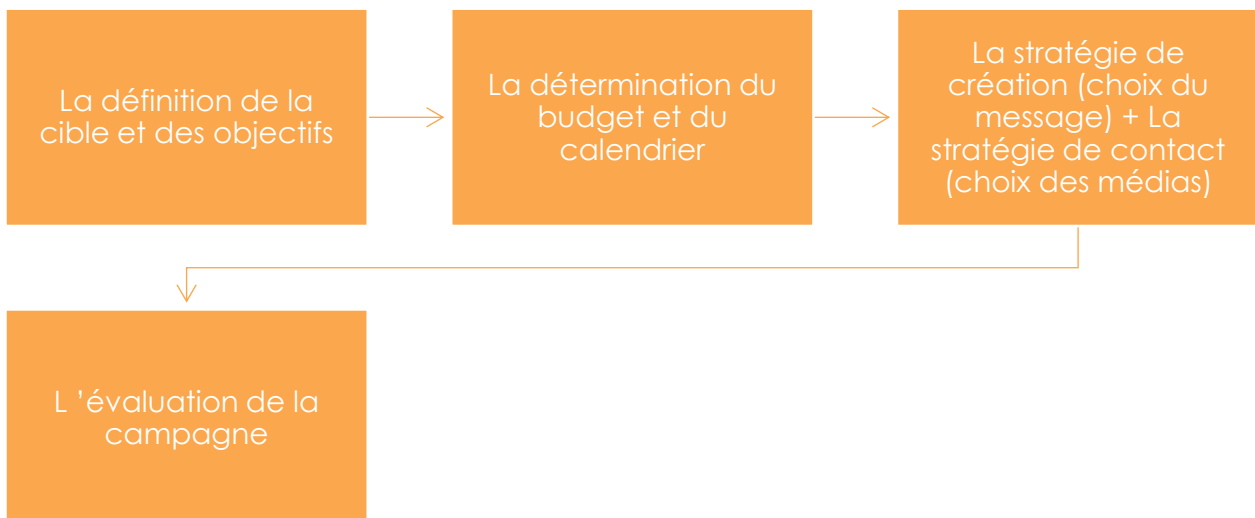 La définition de la
cible et des objectifs
La détermination du
budget et du
calendrier
La stratégie de
création (choix du
message) + La
stratégie de contact
(choix des médias)
L ’évaluation de la
campagne